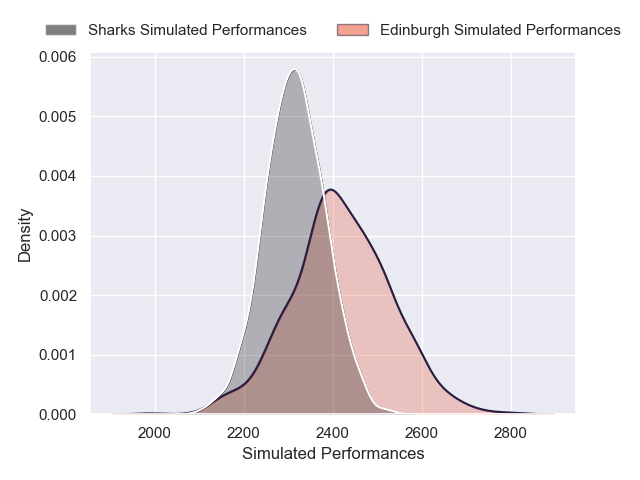 Sharks Simulated Performances
Edinburgh Simulated Performances
0.006
0.005
0.004
0.003
0.002
0.001
0.000
Density
2000 2200 2400 2600 2800
Simulated Performances